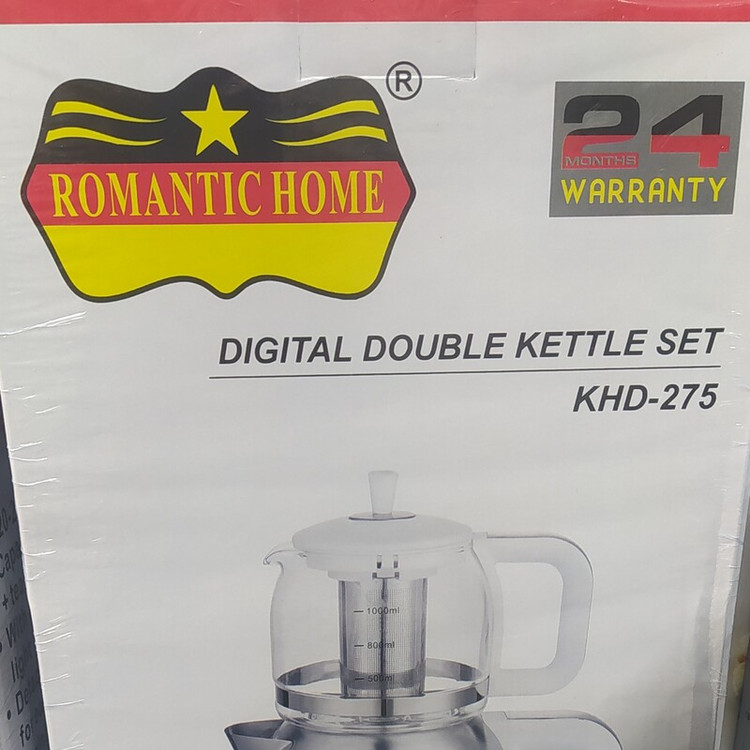 ROMANTIC HOME
®
24
MONTHS
WARRANTY
DIGITAL DOUBLE KETTLE SET
KHD-275
1000ml
800ml
500ml